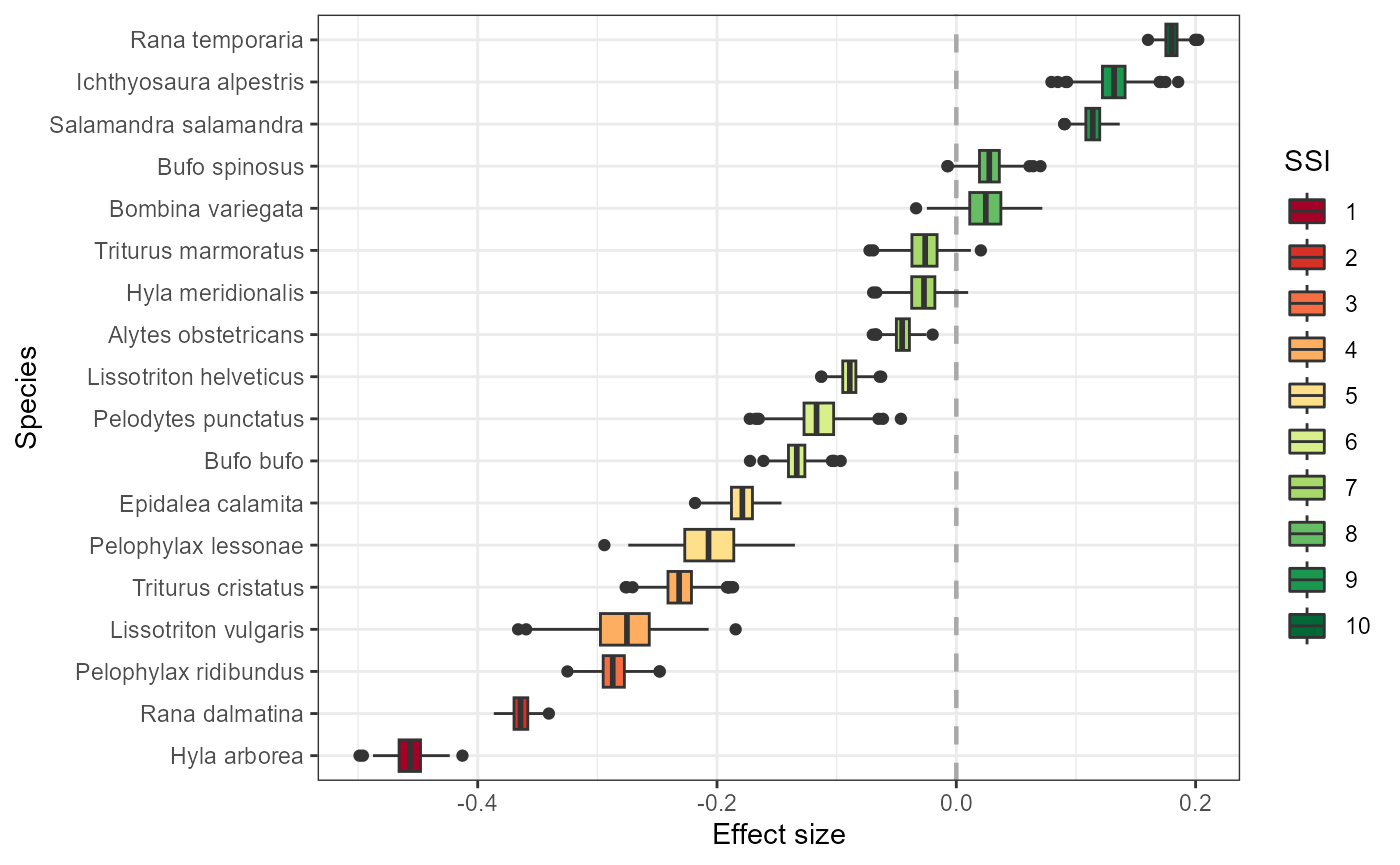 Species
Rana temporaria
Ichthyosaura alpestris
Salamandra salamandra
Bufo spinosus
Bombina variegata
Triturus marmoratus
Hyla meridionalis
Alytes obstetricans
Lissotriton helveticus
Pelodytes punctatus
Bufo bufo
Epidalea calamita
Pelophylax lessonae
Triturus cristatus
Lissotriton vulgaris
Pelophylax ridibundus
Rana dalmatina
Hyla arborea
-0.4 -0.2 0.0 0.2
Effect size
SSI
1
2
3
4
5
6
7
8
9
10